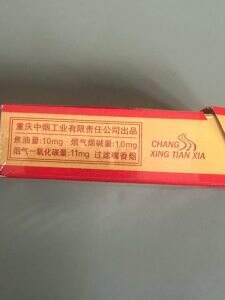 重庆中烟工业有限责任公司出品
焦油量:10mg 烟气烟碱量:1.0mg
烟气一氧化碳量:11mg 过滤嘴香烟
CHANG
XING TIAN XIA